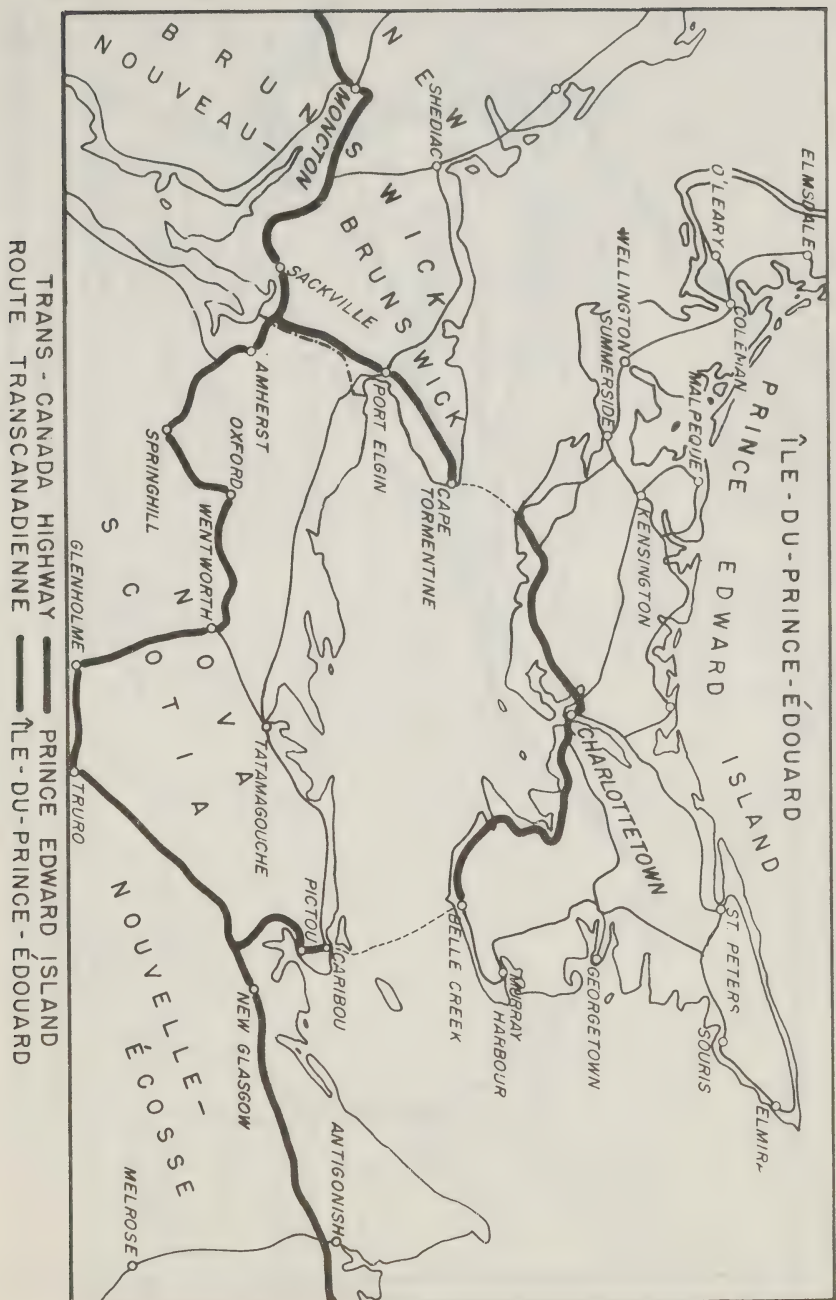 ÎLE-DU-PRINCE-ÉDOUARD
PRINCE EDWARD ISLAND
ELMSDALE
O'LEARY
COLEMAN
WELLINGTON
SUMMERSIDE
MALPEQUE
KENSINGTON
CHARLOTTETOWN
ST. PETERS
SOURIS
GEORGETOWN
MURRAY
HARBOUR
BELLE CREEK
NEW BRUNSWICK
NOUVEAU-
BRUNSWICK
SHEDIAC
MONCTON
SACKVILLE
PORT ELGIN
CAPE
TORMENTINE
AMHERST
SPRINGHILL
OXFORD
WENTWORTH
GLENHOLME
TRURO
TATAMAGOUCHE
PICTOU
CARIBOU
NEW GLASGOW
ANTIGONISH
MELROSE
NOVA
SCOTIA
NOUVELLE-
ÉCOSSE
TRANS - CANADA HIGHWAY PRINCE EDWARD ISLAND
ROUTE TRANSCANADIENNE ÎLE-DU-PRINCE-ÉDOUARD